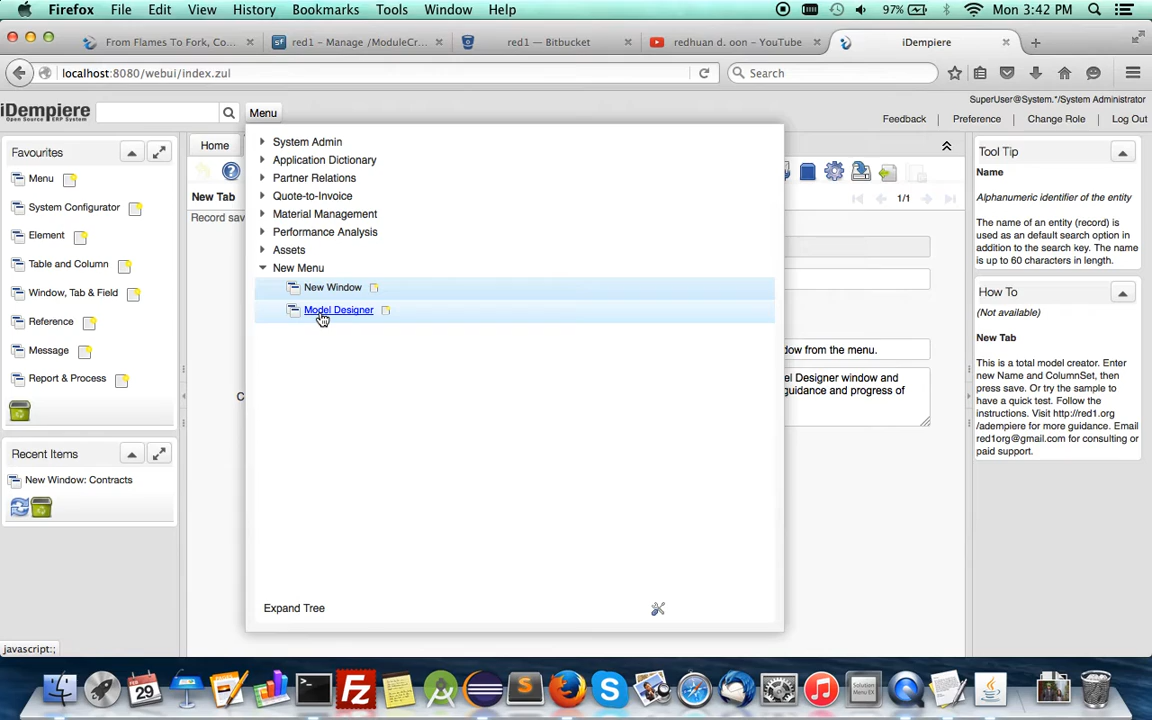 Firefox File Edit View History Bookmarks Tools Window Help 97% Mon 3:42 PM
From Flames To Fork, Co... red1 - Manage /ModuleCr... red1 — Bitbucket redhuan d. oon - YouTube iDempiere
localhost:8080/webui/index.zul Search
SuperUser@System.*/System Administrator
iDempiere Menu
Open Source ERP System
Feedback Preference Change Role Log Out
Favourites
Menu
System Configurator
Element
Table and Column
Window, Tab & Field
Reference
Message
Report & Process
Recent Items
New Window: Contracts
Home
New Tab
Record sav
1/1
System Admin
Application Dictionary
Partner Relations
Quote-to-Invoice
Material Management
Performance Analysis
Assets
New Menu
New Window
Model Designer
Expand Tree
dow from the menu.
el Designer window and
guidance and progress of
C
Tool Tip
Name
Alphanumeric identifier of the entity
The name of an entity (record) is
used as an default search option in
addition to the search key. The name
is up to 60 characters in length.
How To
(Not available)
New Tab
This is a total model creator. Enter
new Name and ColumnSet, then
press save. Or try the sample to
have a quick test. Follow the
instructions. Visit http://red1.org
/adempiere for more guidance. Email
red1org@gmail.com for consulting or
paid support.
javascript:;
FEB
29
Solution
Menu EX